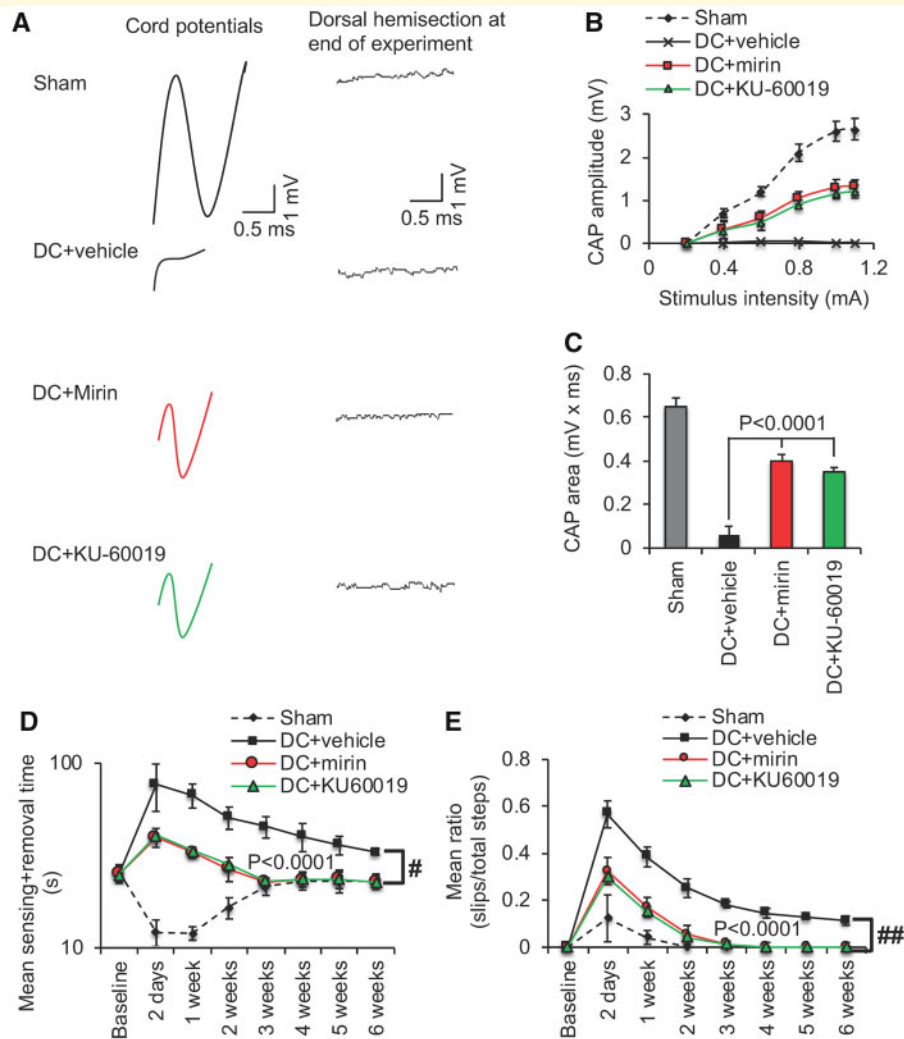 A
Cord potentials
Dorsal hemisection at
end of experiment
Sham
1 mV
0.5 ms
1 mV
0.5 ms
DC+vehicle
DC+Mirin
DC+KU-60019
B
Sham
DC+vehicle
DC+mirin
DC+KU-60019
CAP amplitude (mV)
3
2
1
0
0 0.4 0.8 1.2
Stimulus intensity (mA)
C
CAP area (mV x ms)
0.8
0.6
0.4
0.2
0
P<0.0001
Sham
DC+vehicle
DC+mirin
DC+KU-60019
D
Sham
DC+vehicle
DC+mirin
DC+KU60019
Mean sensing+removal time
(s)
100
10
P<0.0001
#
Baseline
2 days
1 week
2 weeks
3 weeks
4 weeks
5 weeks
6 weeks
E
Sham
DC+vehicle
DC+mirin
DC+KU60019
Mean ratio
(slips/total steps)
0.8
0.6
0.4
0.2
0
P<0.0001
##
Baseline
2 days
1 week
2 weeks
3 weeks
4 weeks
5 weeks
6 weeks